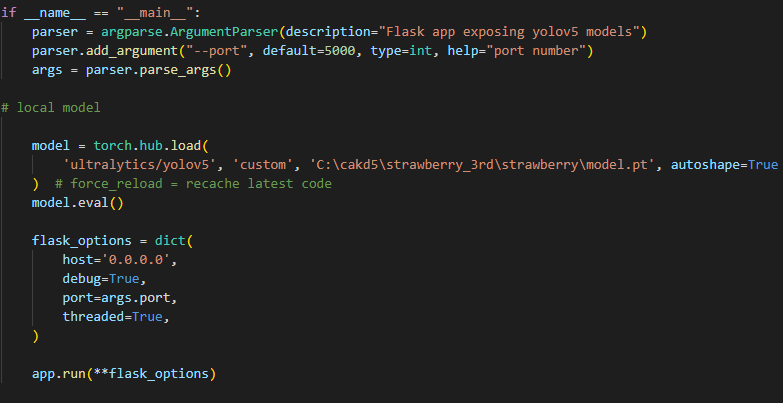 if __name__ == "__main__":
    parser = argparse.ArgumentParser(description="Flask app exposing yolov5 models")
    parser.add_argument("--port", default=5000, type=int, help="port number")
    args = parser.parse_args()

# local model

    model = torch.hub.load(
        'ultralytics/yolov5', 'custom', 'C:\cakd5\strawberry_3rd\strawberry\model.pt', autoshape=True
    )  # force_reload = recache latest code
    model.eval()

    flask_options = dict(
        host='0.0.0.0',
        debug=True,
        port=args.port,
        threaded=True,
    )

    app.run(**flask_options)